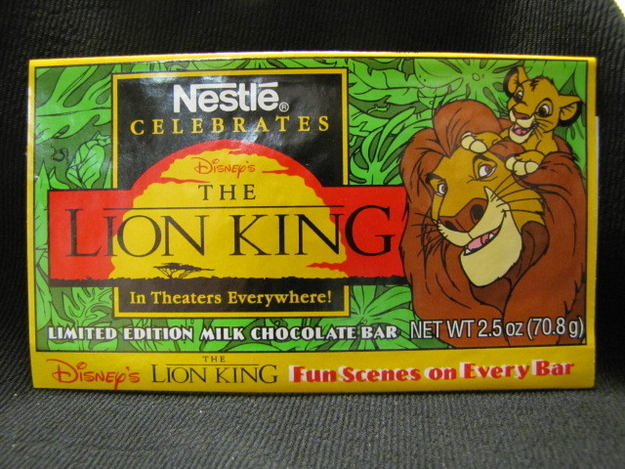 Nestlé®
CELEBRATES
Disney's
THE
LION KING
In Theaters Everywhere!
LIMITED EDITION MILK CHOCOLATE BAR NET WT 2.5 oz (70.8 g)
Disney's THE LION KING Fun Scenes on Every Bar